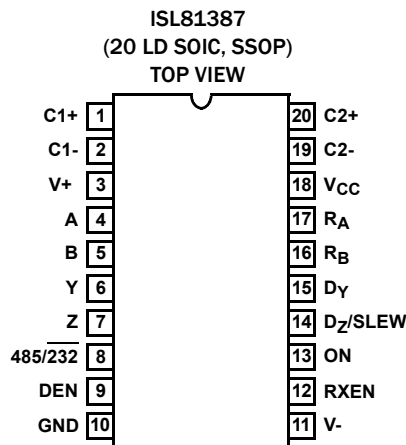 ISL81387
(20 LD SOIC, SSOP)
TOP VIEW
C1+ 1 20 C2+
C1- 2 19 C2-
V+ 3 18 VCC
A 4 17 RA
B 5 16 RB
Y 6 15 DY
Z 7 14 DZ/SLEW
485/232 8 13 ON
DEN 9 12 RXEN
GND 10 11 V-